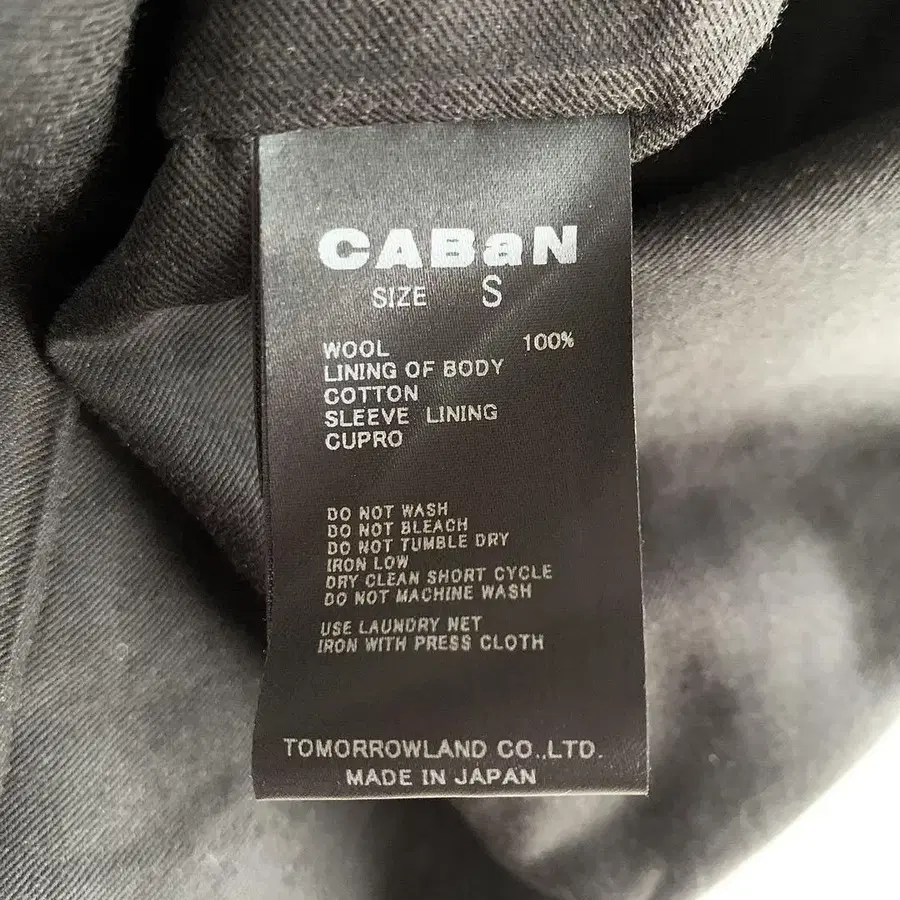 CABaN
SIZE S
WOOL 100%
LINING OF BODY
COTTON
SLEEVE LINING
CUPRO
DO NOT WASH
DO NOT BLEACH
DO NOT TUMBLE DRY
IRON LOW
DRY CLEAN SHORT CYCLE
DO NOT MACHINE WASH
USE LAUNDRY NET
IRON WITH PRESS CLOTH
TOMORROWLAND CO.,LTD.
MADE IN JAPAN